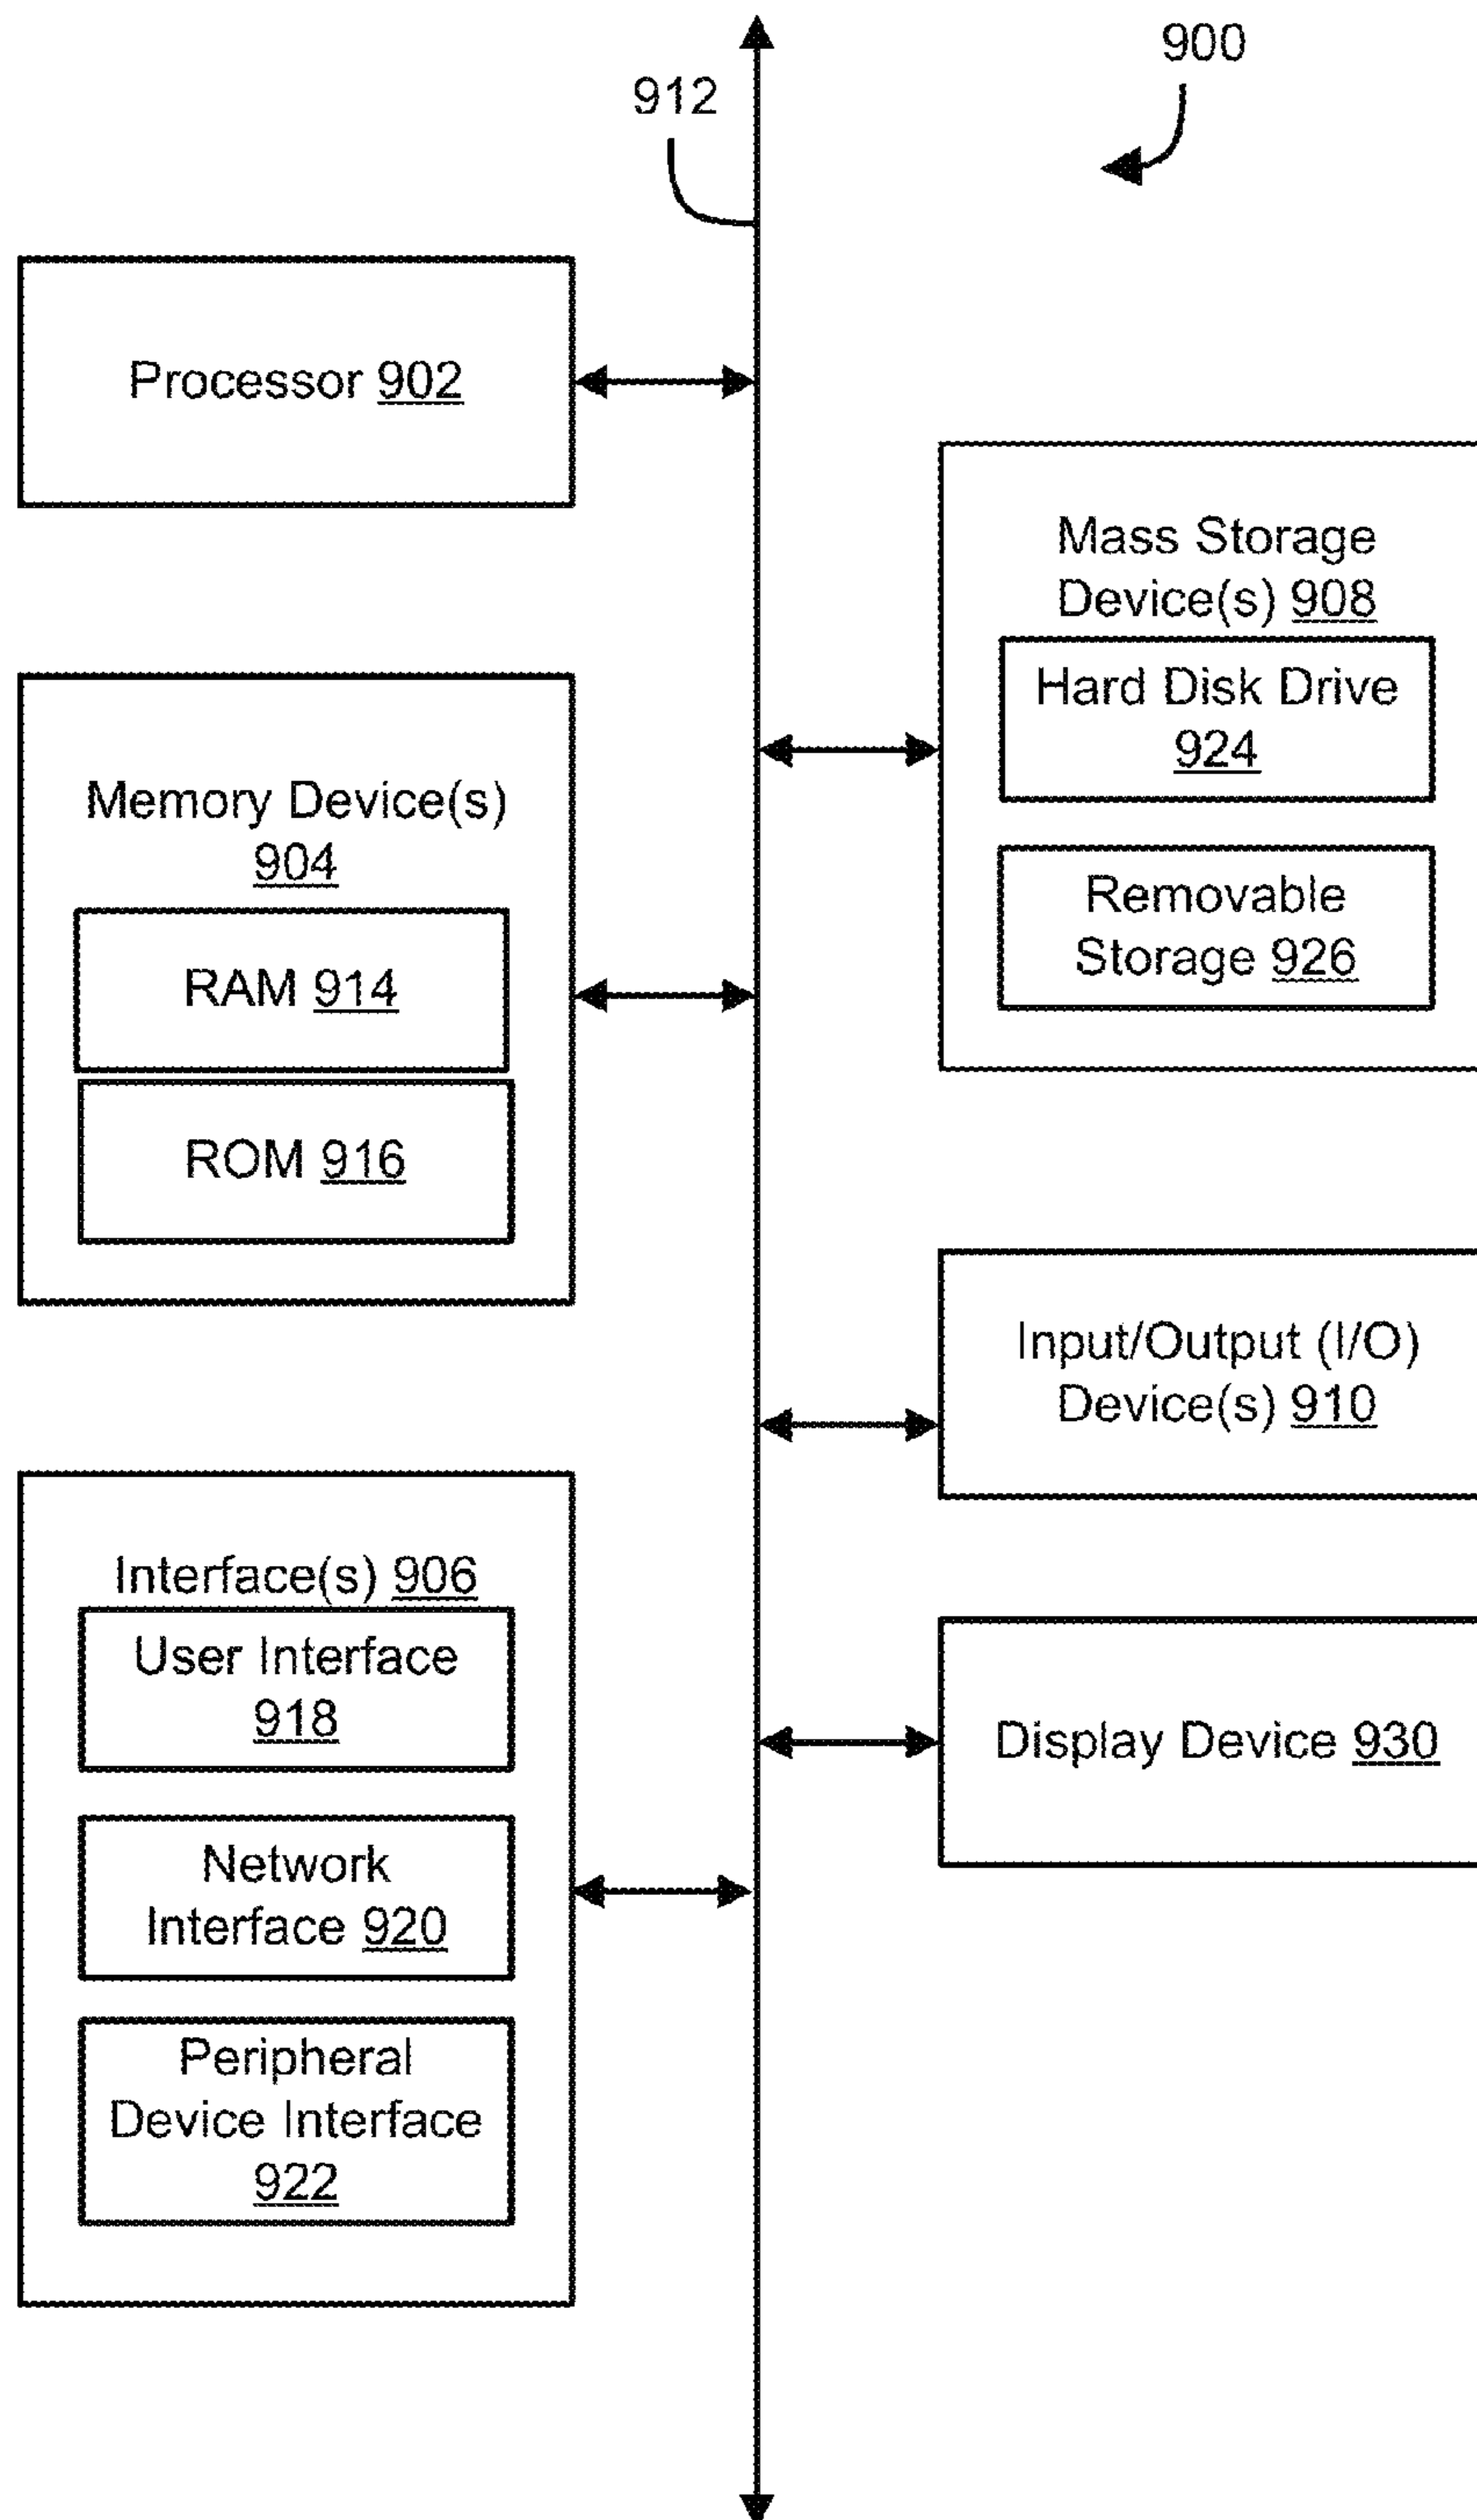 900
912
Processor 902
Mass Storage
Device(s) 908
Hard Disk Drive
924
Removable
Storage 926
Memory Device(s)
904
RAM 914
ROM 916
Input/Output (I/O)
Device(s) 910
Interface(s) 906
User Interface
918
Network
Interface 920
Peripheral
Device Interface
922
Display Device 930